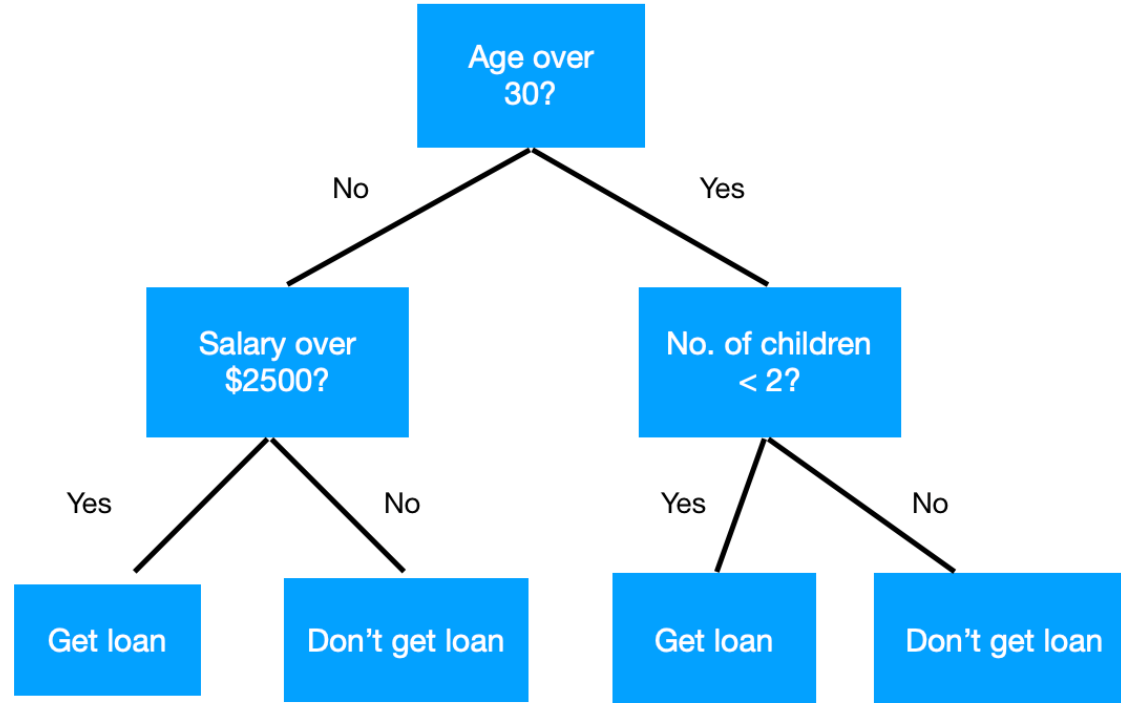 Age over
30?
No
Yes
Salary over
$2500?
No. of children
< 2?
Yes
No
Yes
No
Get loan
Don’t get loan
Get loan
Don’t get loan